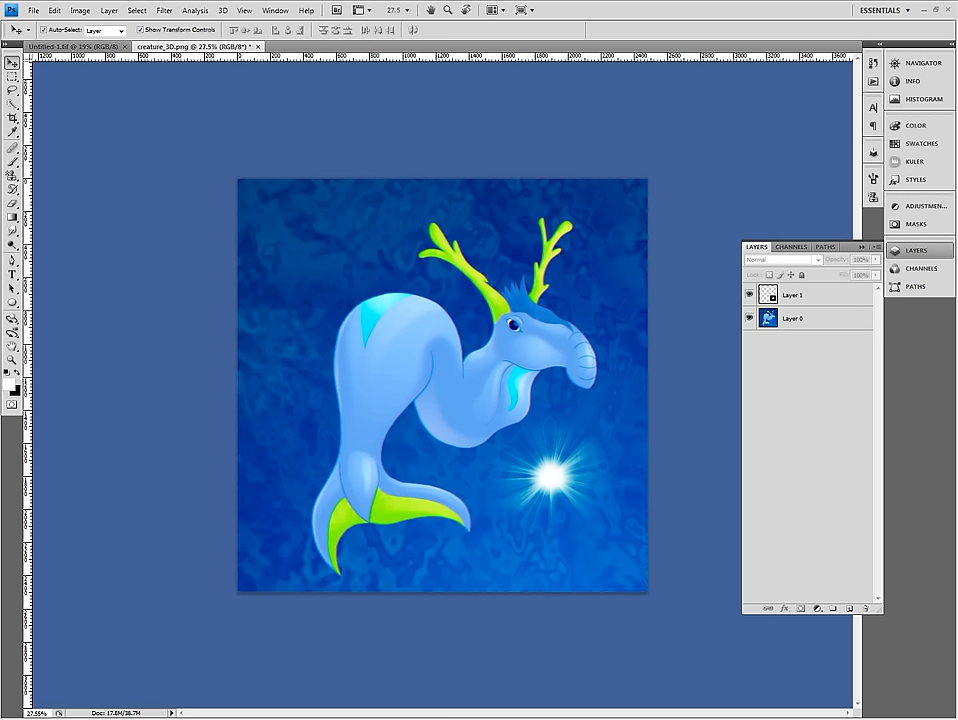 Ps File Edit Image Layer Select Filter Analysis 3D View Window Help Br 27.5 ESSENTIALS
Auto-Select: Layer Show Transform Controls
Untitled-1.tif @ 19% (RGB/8) × creature_3D.png @ 27.5% (RGB/8*) * ×
NAVIGATOR
INFO
HISTOGRAM
COLOR
SWATCHES
KULER
STYLES
ADJUSTMEN...
MASKS
LAYERS
CHANNELS
PATHS
LAYERS CHANNELS PATHS
Normal Opacity: 100%
Lock: Fill: 100%
Layer 1
Layer 0
27.55% Doc: 17.8M/38.7M